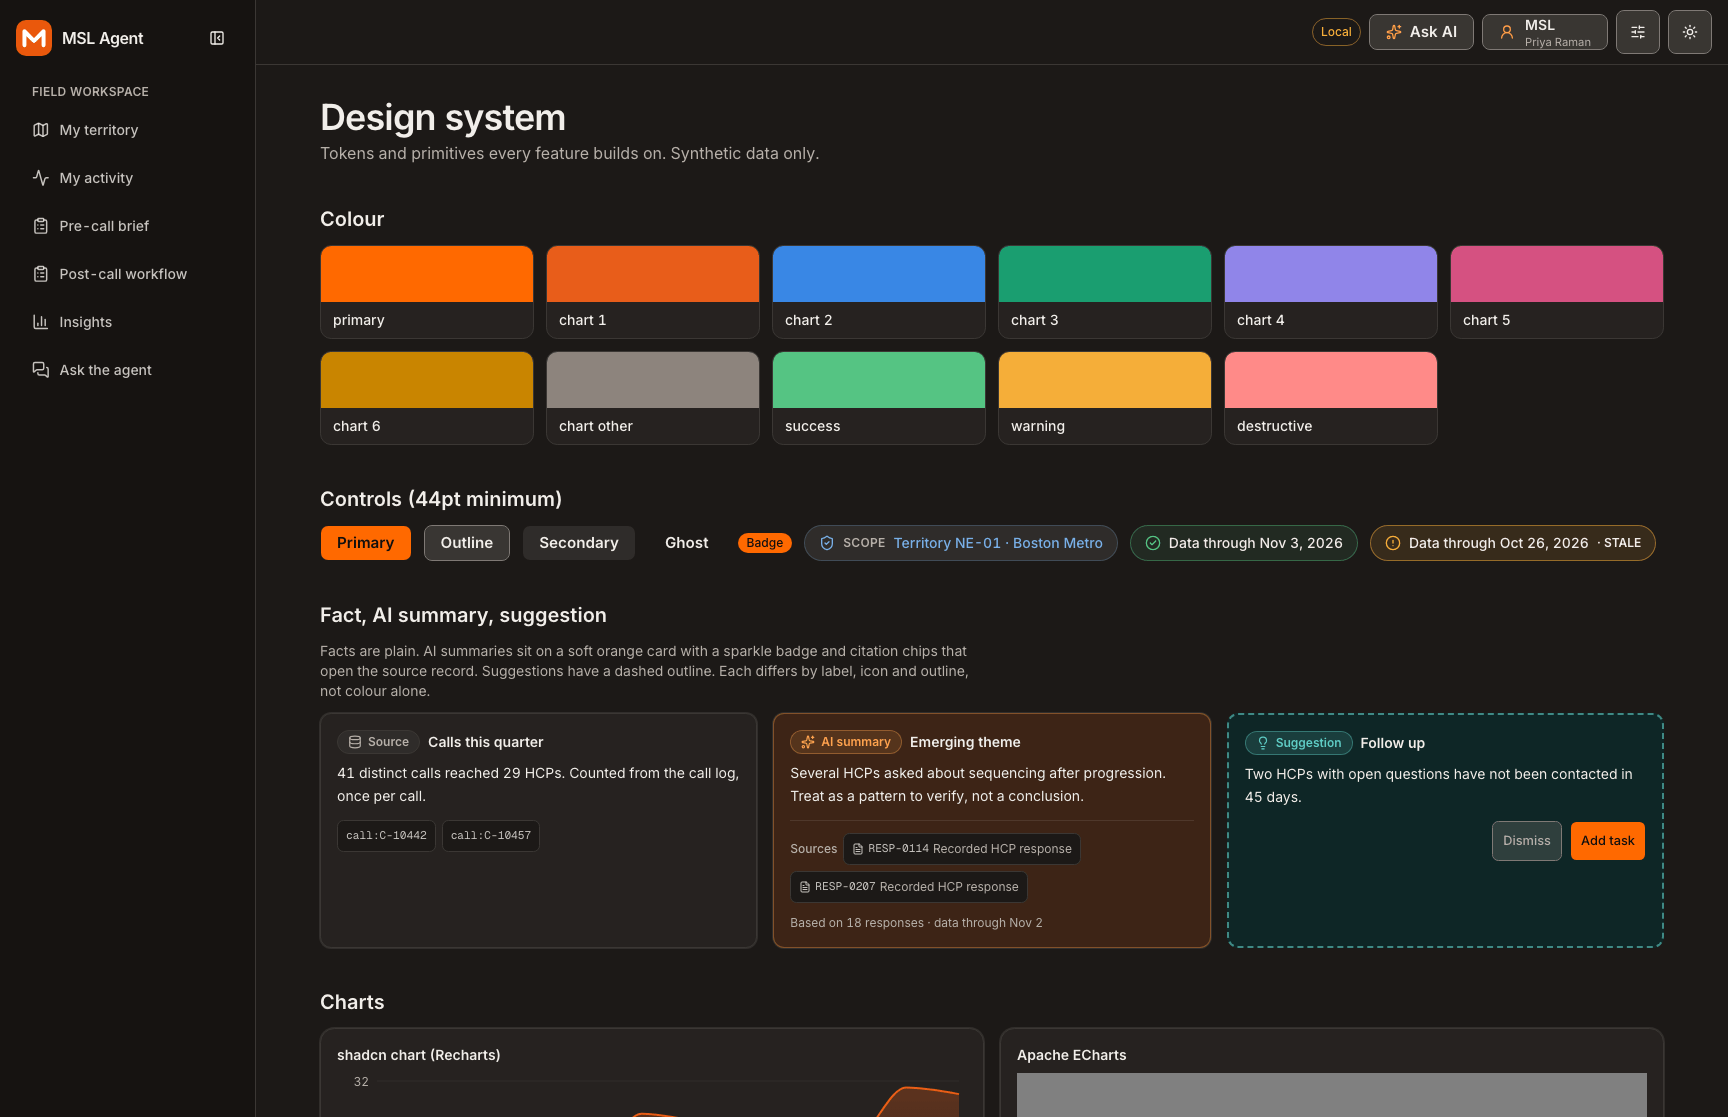 MSL Agent
FIELD WORKSPACE
My territory
My activity
Pre-call brief
Post-call workflow
Insights
Ask the agent
Local
Ask AI
MSL
Priya Raman
Design system
Tokens and primitives every feature builds on. Synthetic data only.
Colour
primary
chart 1
chart 2
chart 3
chart 4
chart 5
chart 6
chart other
success
warning
destructive
Controls (44pt minimum)
Primary
Outline
Secondary
Ghost
Badge
SCOPE Territory NE-01 · Boston Metro
Data through Nov 3, 2026
Data through Oct 26, 2026 · STALE
Fact, AI summary, suggestion
Facts are plain. AI summaries sit on a soft orange card with a sparkle badge and citation chips that
open the source record. Suggestions have a dashed outline. Each differs by label, icon and outline,
not colour alone.
Source Calls this quarter
41 distinct calls reached 29 HCPs. Counted from the call log,
once per call.
call:C-10442 call:C-10457
AI summary Emerging theme
Several HCPs asked about sequencing after progression.
Treat as a pattern to verify, not a conclusion.
Sources RESP-0114 Recorded HCP response
RESP-0207 Recorded HCP response
Based on 18 responses · data through Nov 2
Suggestion Follow up
Two HCPs with open questions have not been contacted in
45 days.
Dismiss Add task
Charts
shadcn chart (Recharts)
32
Apache ECharts